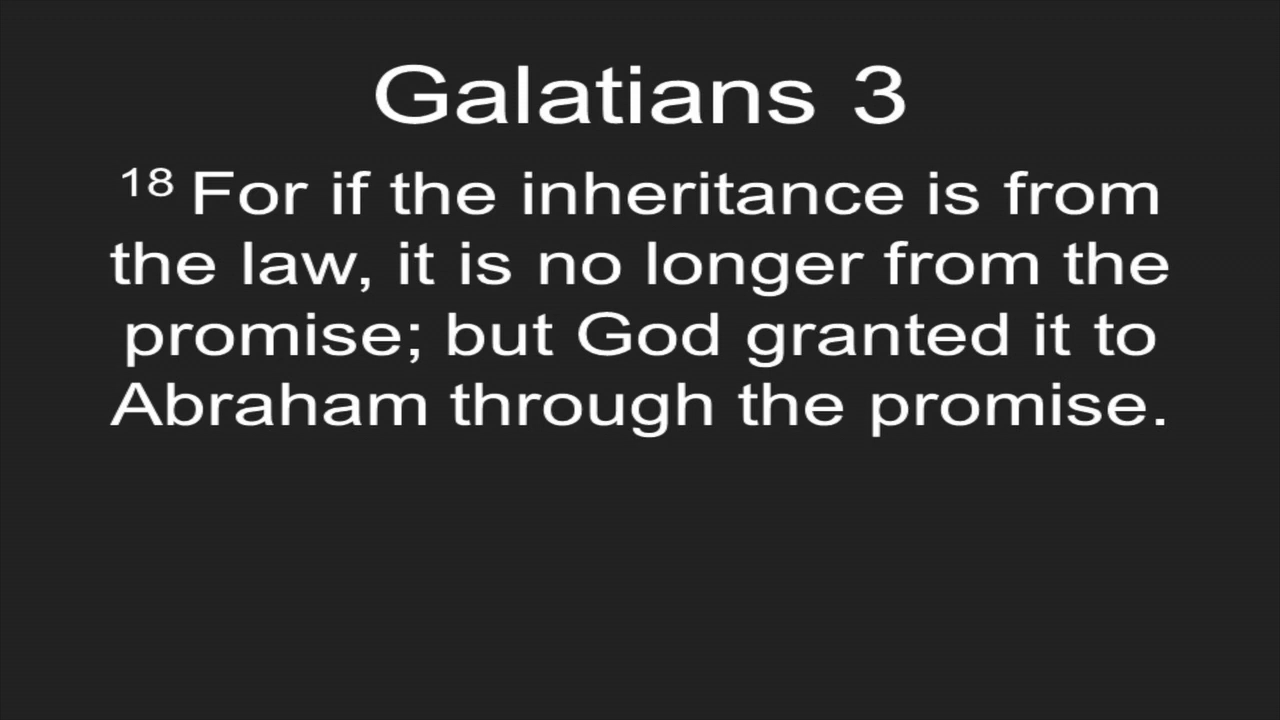 Galatians 3
18 For if the inheritance is from
the law, it is no longer from the
promise; but God granted it to
Abraham through the promise.